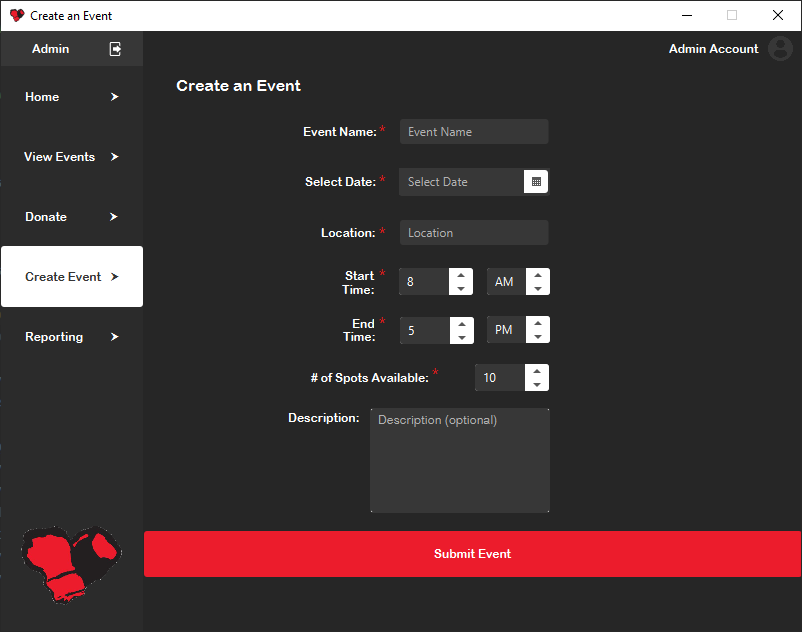 Create an Event
Admin
Admin Account
Home
View Events
Donate
Create Event
Reporting
Create an Event
Event Name: *
Event Name
Select Date: *
Select Date
Location: *
Location
Start *
Time:
8
AM
End *
Time:
5
PM
# of Spots Available: *
10
Description:
Description (optional)
Submit Event